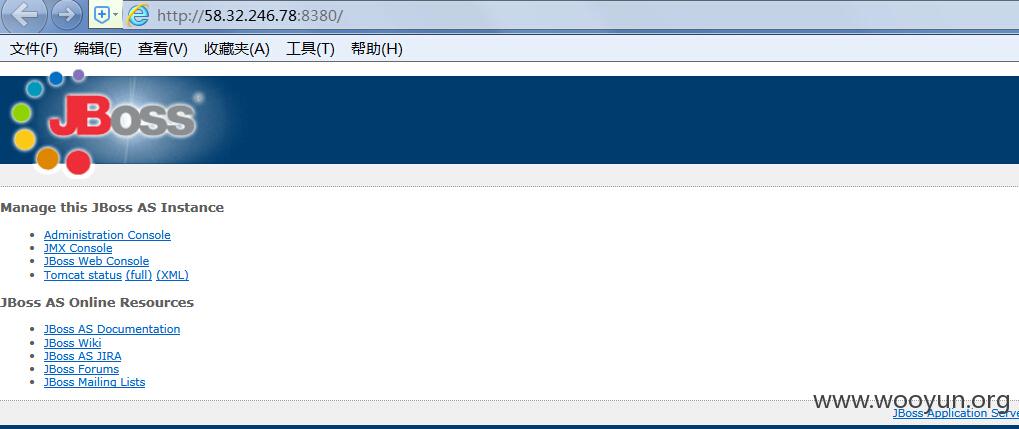 http://58.32.246.78:8380/
文件(F) 编辑(E) 查看(V) 收藏夹(A) 工具(T) 帮助(H)
JBoss®
Manage this JBoss AS Instance
Administration Console
JMX Console
JBoss Web Console
Tomcat status (full) (XML)
JBoss AS Online Resources
JBoss AS Documentation
JBoss Wiki
JBoss AS JIRA
JBoss Forums
JBoss Mailing Lists
www.wooyun.org
JBoss Application Serve